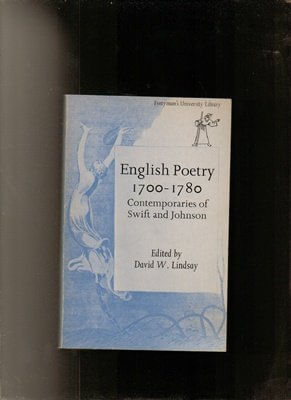 Everyman's University Library
English Poetry
1700-1780
Contemporaries of
Swift and Johnson
Edited by
David W. Lindsay